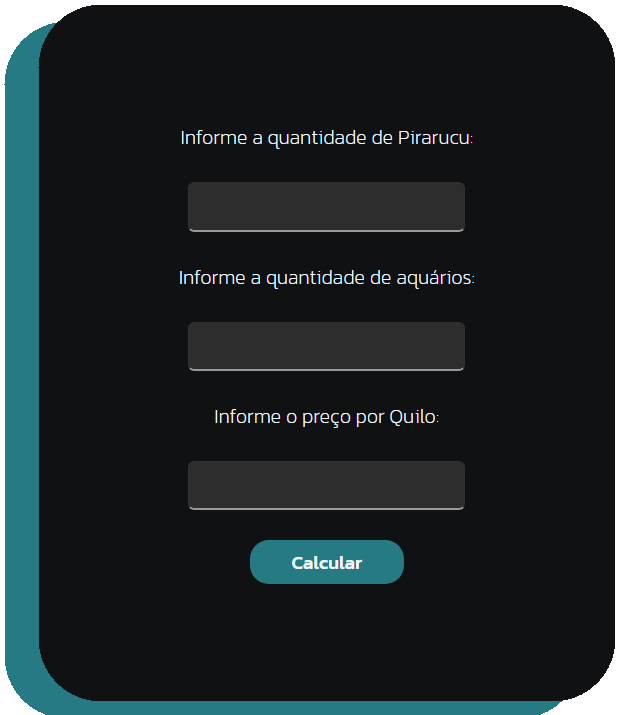 Informe a quantidade de Pirarucu:
Informe a quantidade de aquários:
Informe o preço por Quilo:
Calcular